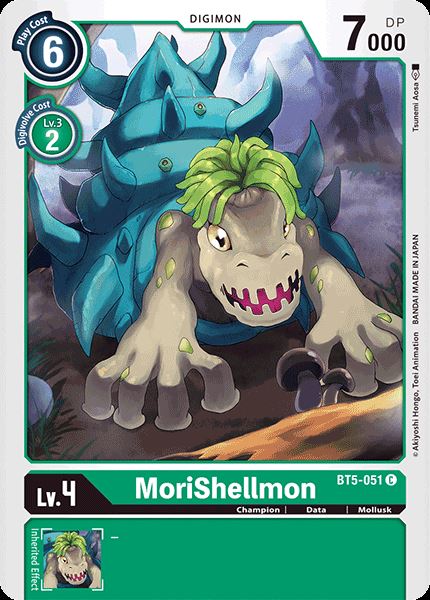 Play Cost
6
DIGIMON
7000
DP
Digivolve Cost
Lv.3
2
Tsunemi Aosa
© Akiyoshi Hongo, Toei Animation BANDAI MADE IN JAPAN
Lv.4
MoriShellmon
BT5-051 C
Champion | Data | Mollusk
Inherited Effect
–